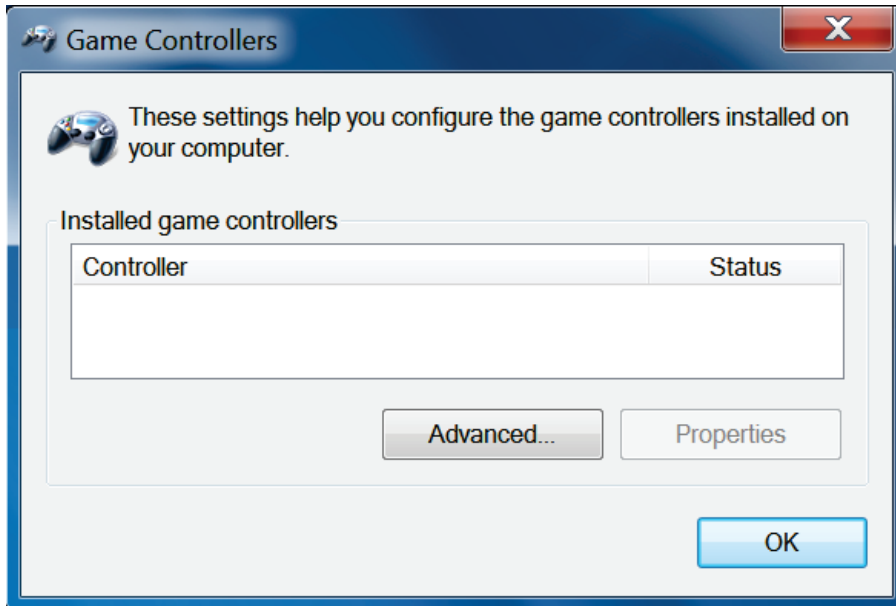 Game Controllers
These settings help you configure the game controllers installed on
your computer.
Installed game controllers
Controller Status
Advanced... Properties
OK